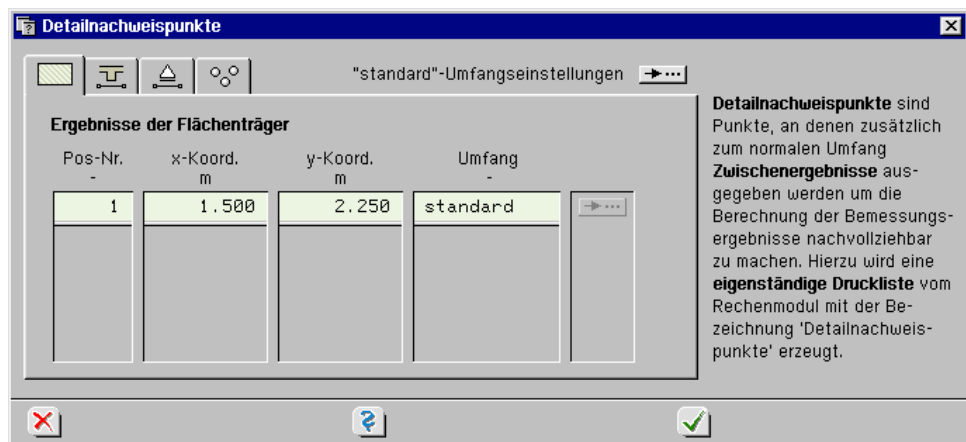 Detailnachweispunkte
"standard"-Umfangseinstellungen
Ergebnisse der Flächenträger
Pos-Nr. x-Koord. y-Koord. Umfang
- m m -
1 1.500 2.250 standard
Detailnachweispunkte sind
Punkte, an denen zusätzlich
zum normalen Umfang
Zwischenergebnisse aus-
gegeben werden um die
Berechnung der Bemessungs-
ergebnisse nachvollziehbar
zu machen. Hierzu wird eine
eigenständige Druckliste vom
Rechenmodul mit der Be-
zeichnung 'Detailnachweis-
punkte' erzeugt.